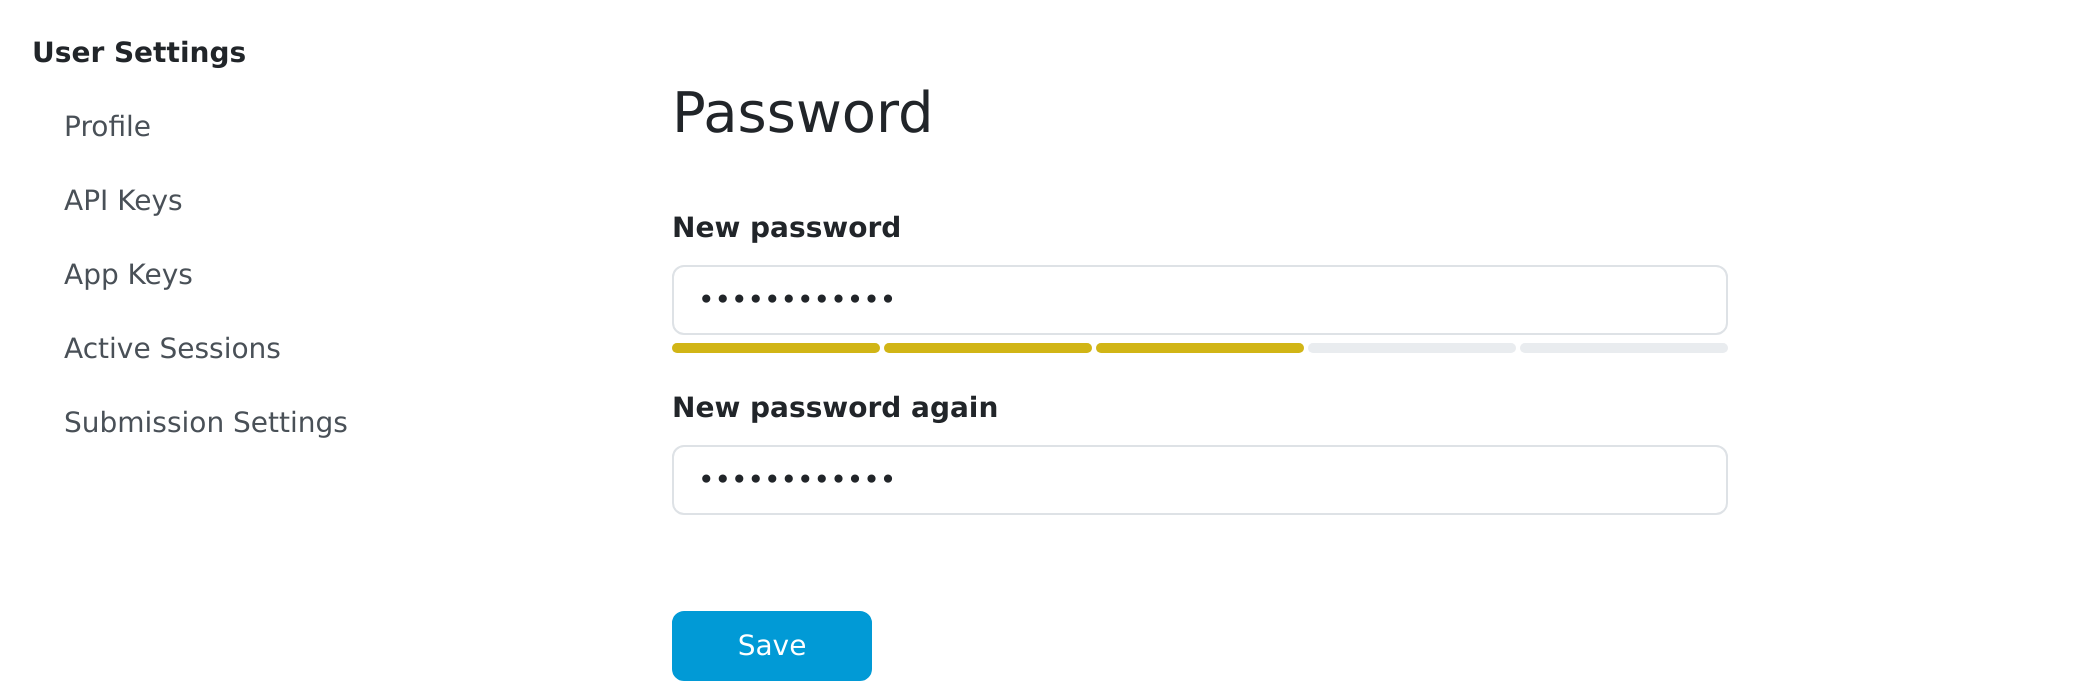 User Settings
Profile
API Keys
App Keys
Active Sessions
Submission Settings
Password
New password
••••••••••••
New password again
••••••••••••
Save